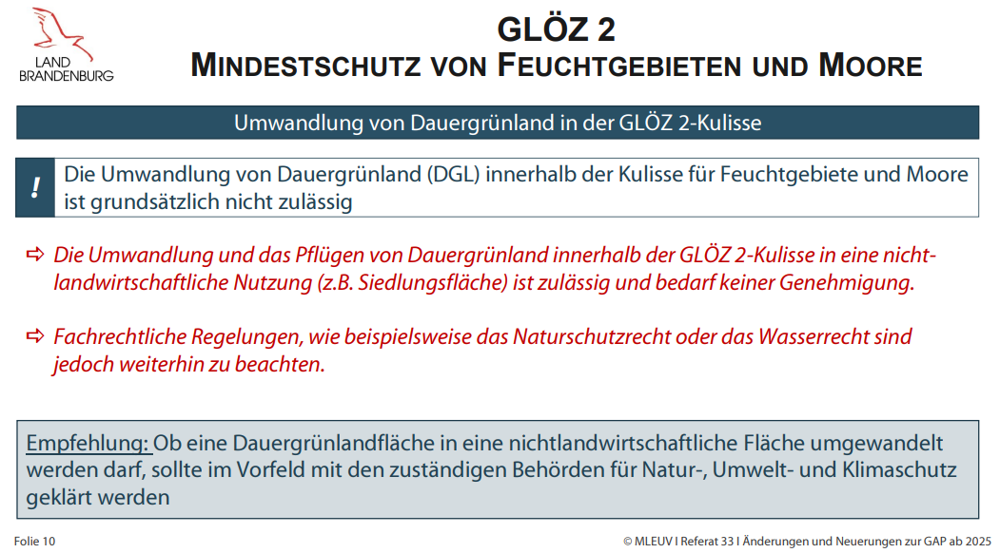 LAND
BRANDENBURG
GLÖZ 2
MINDESTSCHUTZ VON FEUCHTGEBIETEN UND MOORE
Umwandlung von Dauergrünland in der GLÖZ 2-Kulisse
!
Die Umwandlung von Dauergrünland (DGL) innerhalb der Kulisse für Feuchtgebiete und Moore
ist grundsätzlich nicht zulässig
⇨ Die Umwandlung und das Pflügen von Dauergrünland innerhalb der GLÖZ 2-Kulisse in eine nicht-
landwirtschaftliche Nutzung (z.B. Siedlungsfläche) ist zulässig und bedarf keiner Genehmigung.
⇨ Fachrechtliche Regelungen, wie beispielsweise das Naturschutzrecht oder das Wasserrecht sind
jedoch weiterhin zu beachten.
Empfehlung: Ob eine Dauergrünlandfläche in eine nichtlandwirtschaftliche Fläche umgewandelt
werden darf, sollte im Vorfeld mit den zuständigen Behörden für Natur-, Umwelt- und Klimaschutz
geklärt werden
Folie 10
© MLEUV I Referat 33 I Änderungen und Neuerungen zur GAP ab 2025